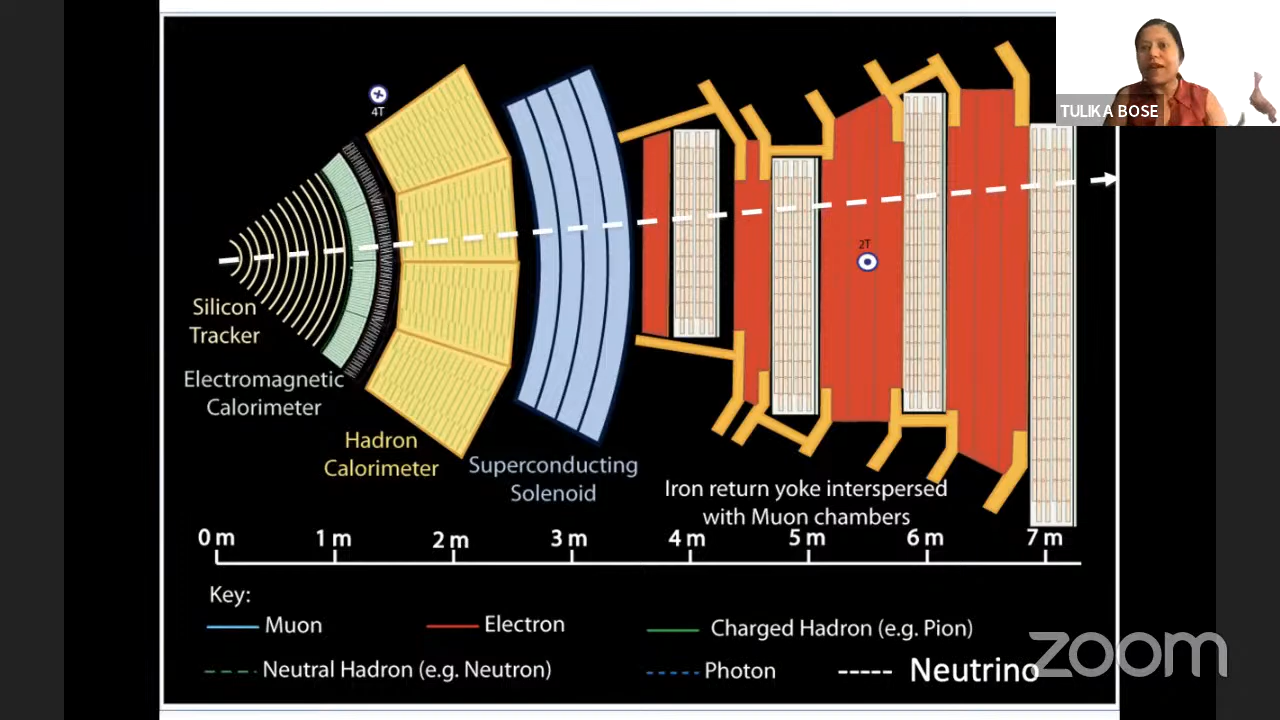 TULIKA BOSE
4T
2T
Silicon
Tracker
Electromagnetic
Calorimeter
Hadron
Calorimeter
Superconducting
Solenoid
Iron return yoke interspersed
with Muon chambers
0 m 1 m 2 m 3 m 4 m 5 m 6 m 7 m
Key:
Muon Electron Charged Hadron (e.g. Pion)
Neutral Hadron (e.g. Neutron) Photon Neutrino
zoom